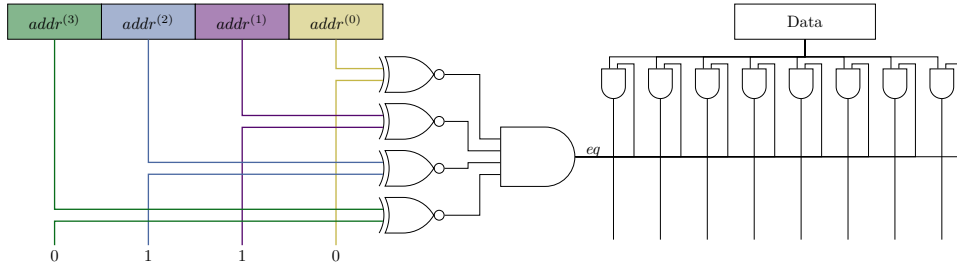 addr⁽³⁾ addr⁽²⁾ addr⁽¹⁾ addr⁽⁰⁾ Data
eq
0 1 1 0